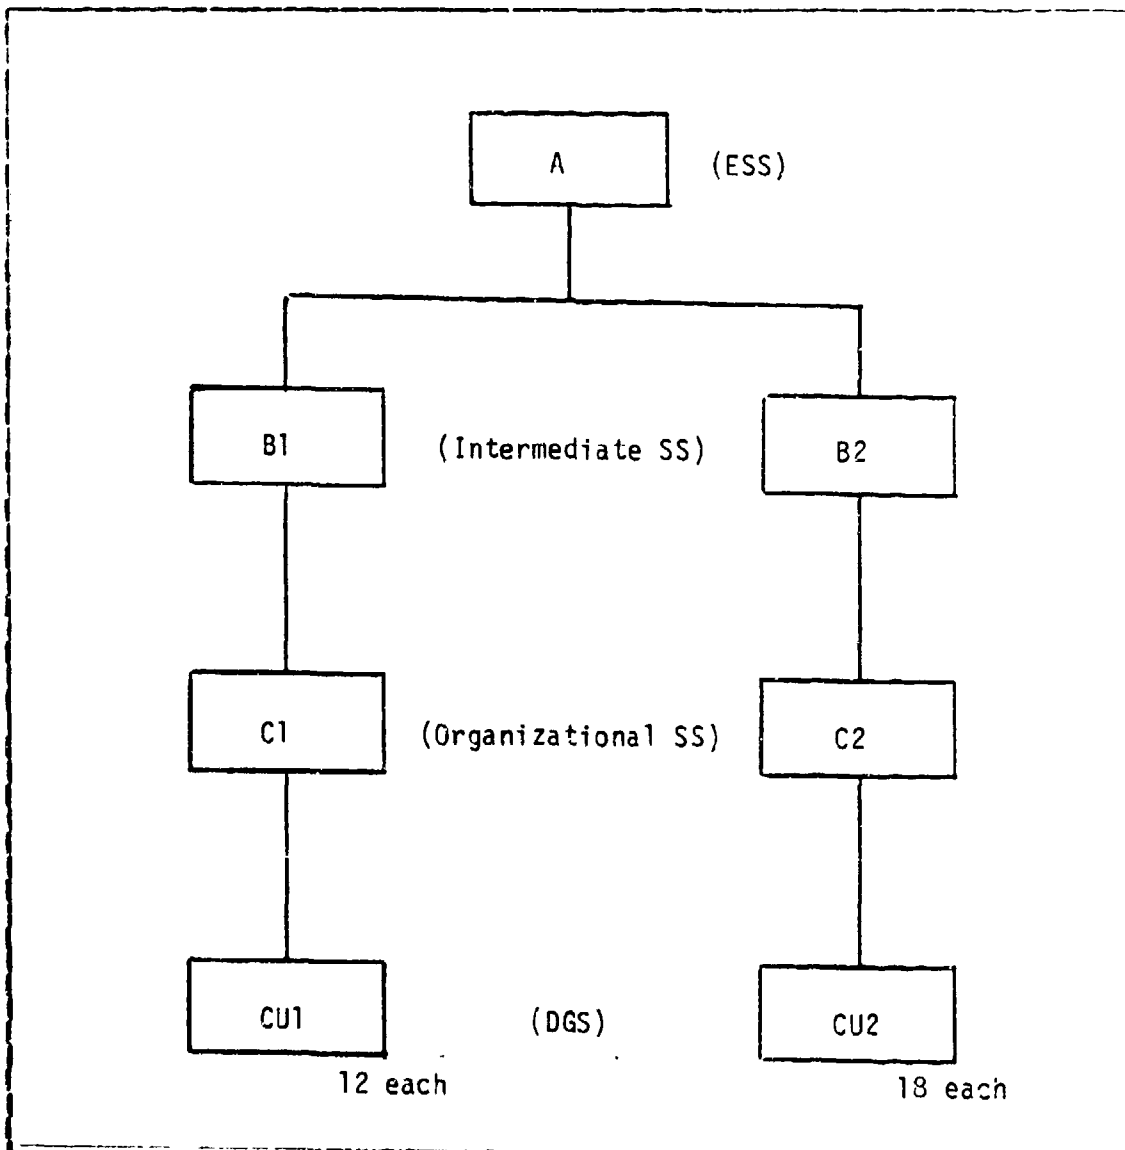 A (ESS)
B1 (Intermediate SS) B2
C1 (Organizational SS) C2
CU1 (DGS) CU2
12 each 18 each